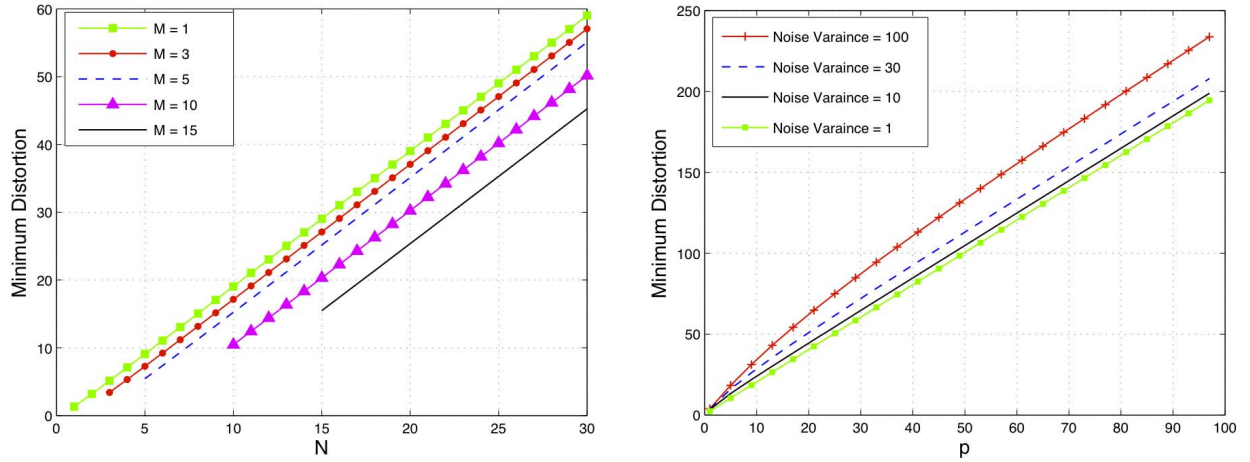 60
50
40
30
20
10
0
Minimum Distortion
M = 1
M = 3
M = 5
M = 10
M = 15
0 5 10 15 20 25 30
N
250
200
150
100
50
0
Minimum Distortion
Noise Varaince = 100
Noise Varaince = 30
Noise Varaince = 10
Noise Varaince = 1
0 10 20 30 40 50 60 70 80 90 100
p